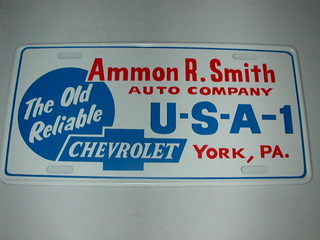 Ammon R. Smith
AUTO COMPANY
The Old
Reliable
U-S-A-1
CHEVROLET
YORK, PA.